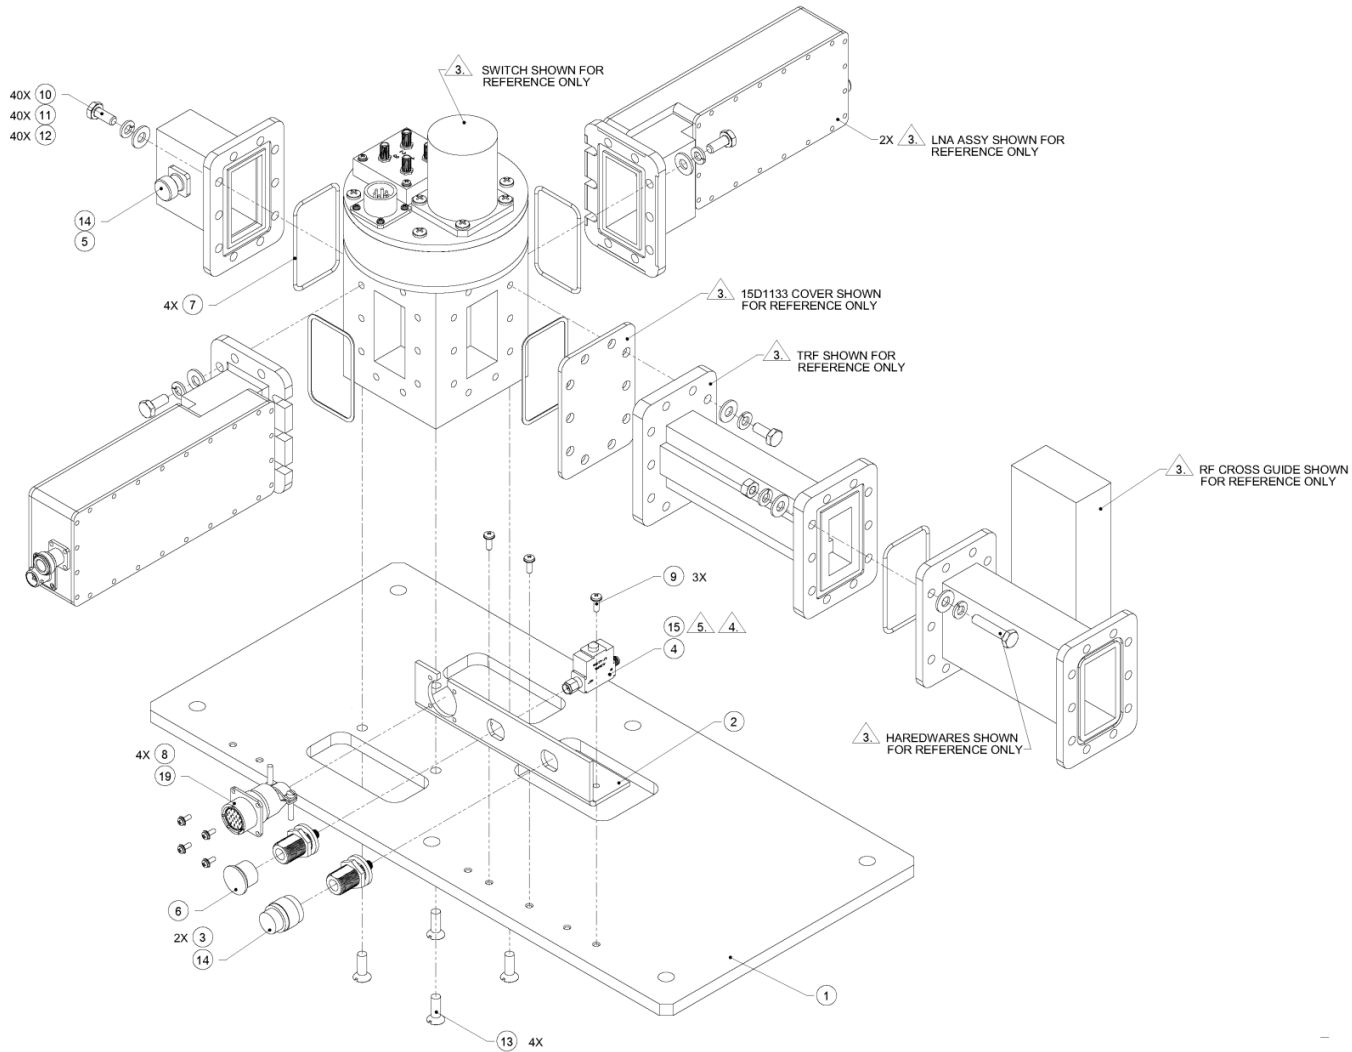 3. SWITCH SHOWN FOR
REFERENCE ONLY
40X 10
40X 11
40X 12
2X 3. LNA ASSY SHOWN FOR
REFERENCE ONLY
14
5
4X 7
3. 15D1133 COVER SHOWN
FOR REFERENCE ONLY
3. TRF SHOWN FOR
REFERENCE ONLY
3. RF CROSS GUIDE SHOWN
FOR REFERENCE ONLY
9 3X
15 5. 4.
4
2
3. HAREDWARES SHOWN
FOR REFERENCE ONLY
4X 8
19
6
2X 3
14
1
13 4X